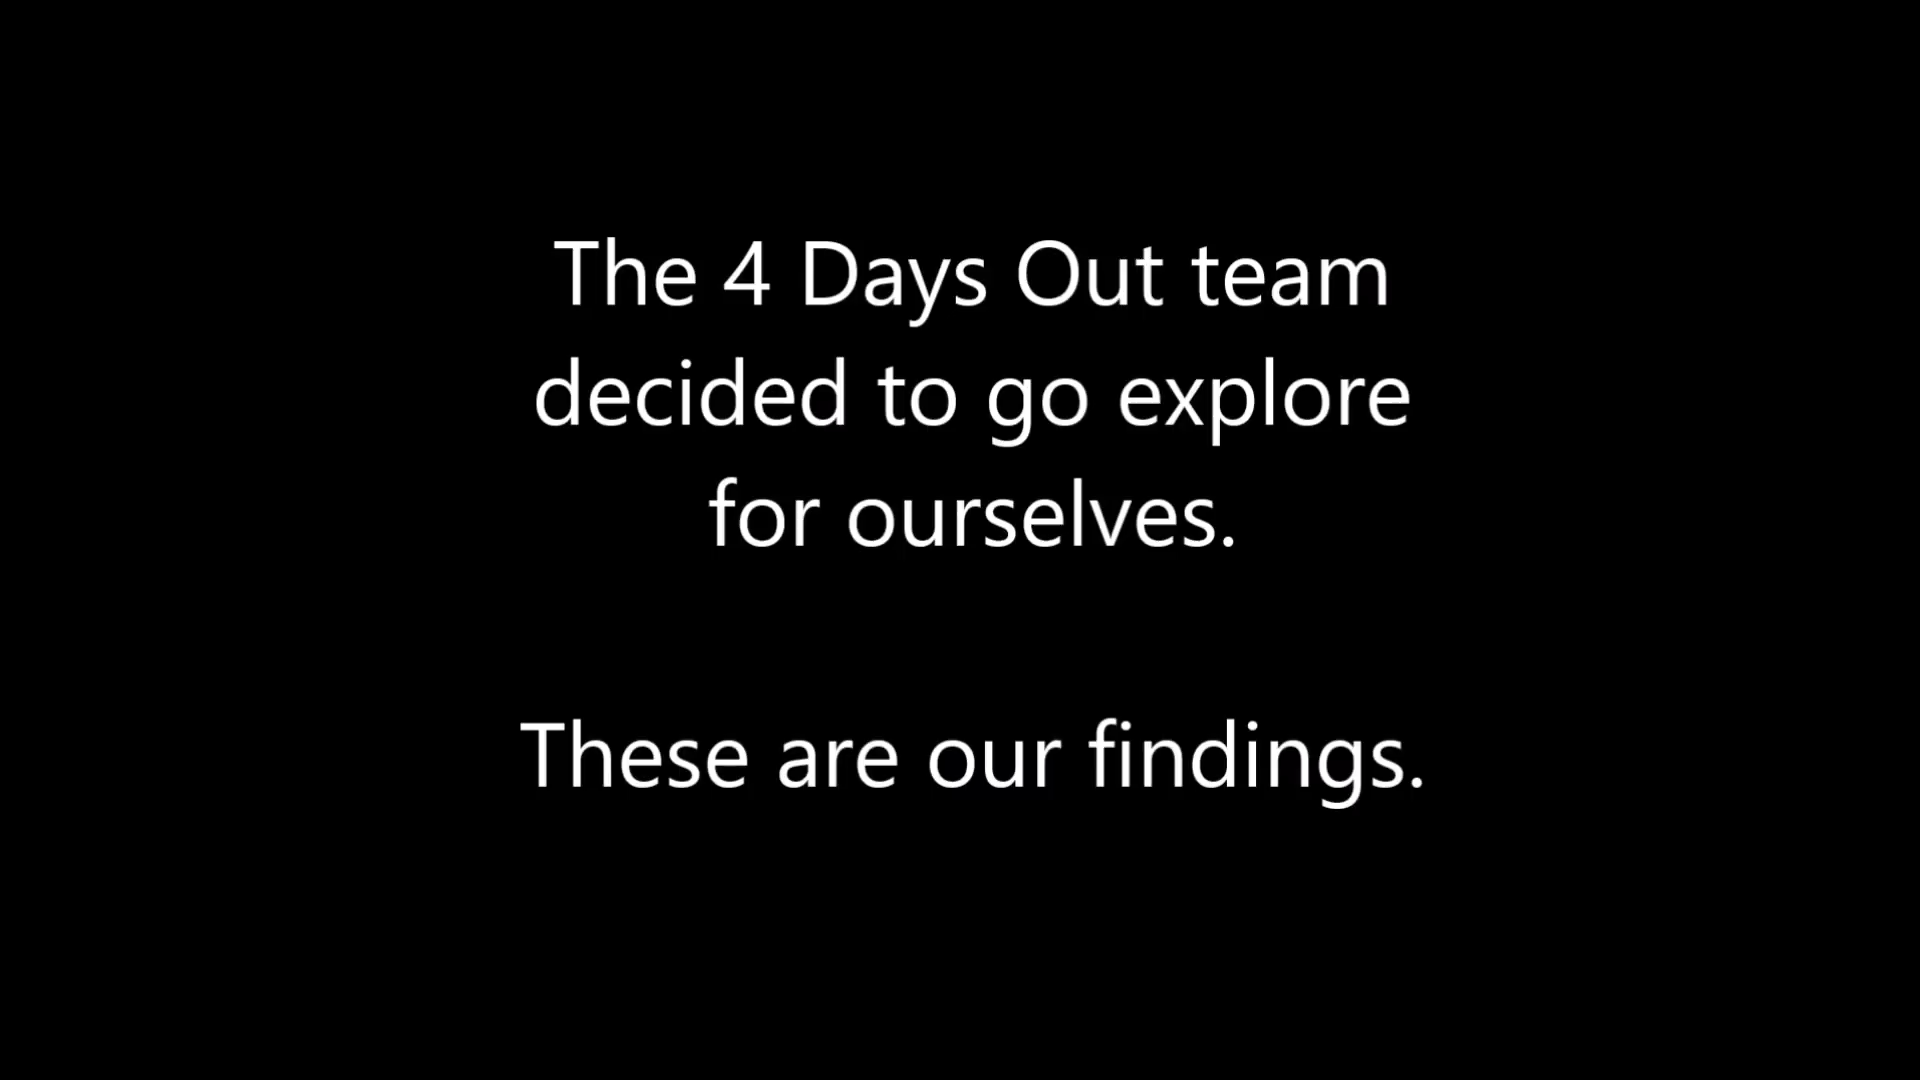 The 4 Days Out team
decided to go explore
for ourselves.
These are our findings.